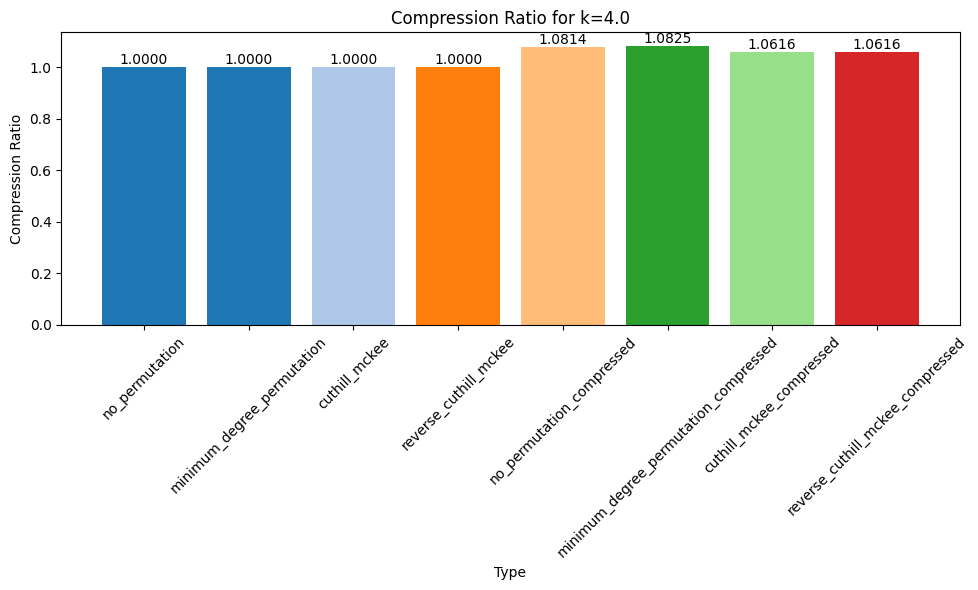 Compression Ratio for k=4.0
1.0000
1.0000
1.0000
1.0000
1.0814
1.0825
1.0616
1.0616
Compression Ratio
1.0
0.8
0.6
0.4
0.2
0.0
no_permutation
minimum_degree_permutation
cuthill_mckee
reverse_cuthill_mckee
no_permutation_compressed
minimum_degree_permutation_compressed
cuthill_mckee_compressed
reverse_cuthill_mckee_compressed
Type